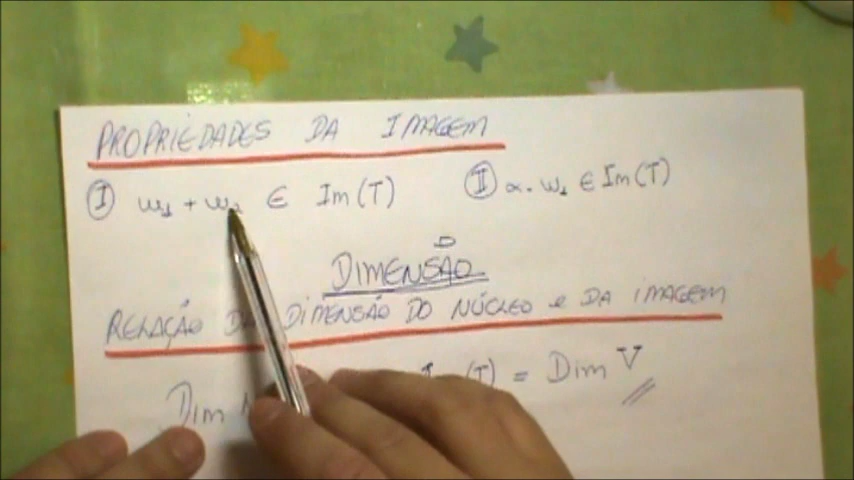 PROPRIEDADES DA IMAGEM
I w₁ + w₂ ∈ Im(T) II α. w₁ ∈ Im(T)
DIMENSÃO
RELAÇÃO DA DIMENSÃO DO NÚCLEO e DA imAGEM
Dim (T) = Dim V